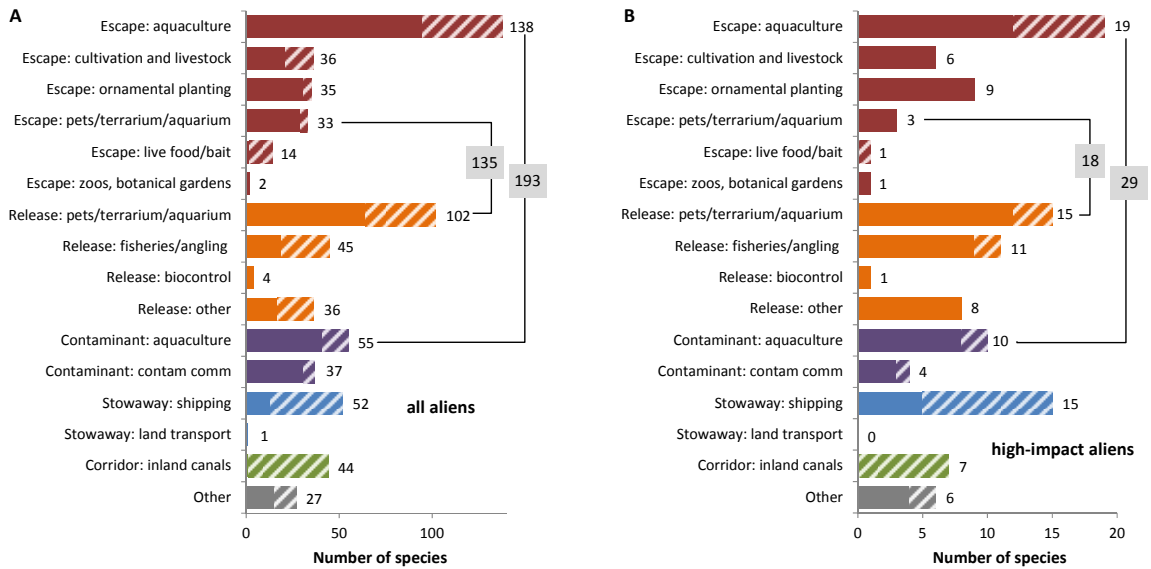 A
Escape: aquaculture 138
Escape: cultivation and livestock 36
Escape: ornamental planting 35
Escape: pets/terrarium/aquarium 33
Escape: live food/bait 14
135
Escape: zoos, botanical gardens 2
193
Release: pets/terrarium/aquarium 102
Release: fisheries/angling 45
Release: biocontrol 4
Release: other 36
Contaminant: aquaculture 55
Contaminant: contam comm 37
Stowaway: shipping 52
all aliens
Stowaway: land transport 1
Corridor: inland canals 44
Other 27
0 50 100
Number of species
B
Escape: aquaculture 19
Escape: cultivation and livestock 6
Escape: ornamental planting 9
Escape: pets/terrarium/aquarium 3
Escape: live food/bait 1
18
Escape: zoos, botanical gardens 1
29
Release: pets/terrarium/aquarium 15
Release: fisheries/angling 11
Release: biocontrol 1
Release: other 8
Contaminant: aquaculture 10
Contaminant: contam comm 4
Stowaway: shipping 15
Stowaway: land transport 0
high-impact aliens
Corridor: inland canals 7
Other 6
0 5 10 15 20
Number of species